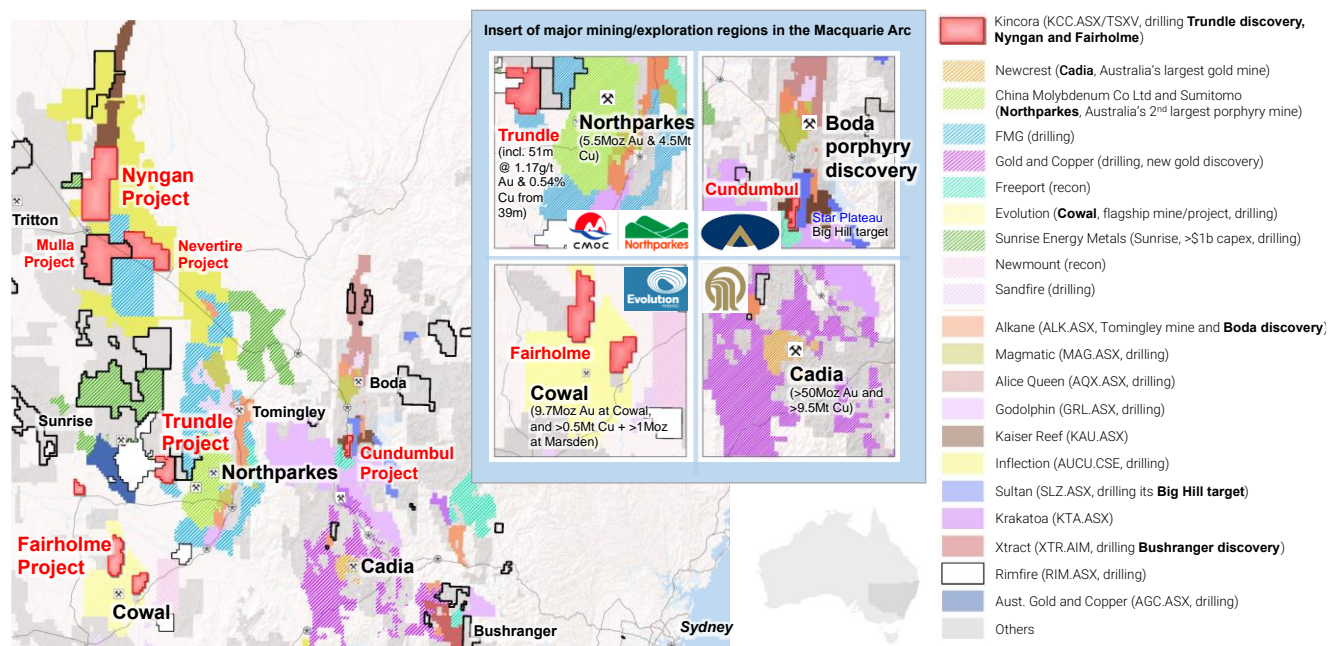 Nyngan
Project
Tritton
Mulla
Project
Nevertire
Project
Sunrise
Trundle
Project
Tomingley
Boda
Northparkes
Cundumbul
Project
Fairholme
Project
Cowal
Cadia
Bushranger
Sydney
Insert of major mining/exploration regions in the Macquarie Arc
Trundle
(incl. 51m
@ 1.17g/t
Au & 0.54%
Cu from
39m)
Northparkes
(5.5Moz Au & 4.5Mt
Cu)
CMOC
Northparkes
Boda
porphyry
discovery
Cundumbul
Star Plateau
Big Hill target
Evolution
Fairholme
Cowal
(9.7Moz Au at Cowal,
and >0.5Mt Cu + >1Moz
at Marsden)
Cadia
(>50Moz Au and
>9.5Mt Cu)
Kincora (KCC.ASX/TSXV, drilling Trundle discovery,
Nyngan and Fairholme)
Newcrest (Cadia, Australia's largest gold mine)
China Molybdenum Co Ltd and Sumitomo
(Northparkes, Australia's 2nd largest porphyry mine)
FMG (drilling)
Gold and Copper (drilling, new gold discovery)
Freeport (recon)
Evolution (Cowal, flagship mine/project, drilling)
Sunrise Energy Metals (Sunrise, >$1b capex, drilling)
Newmount (recon)
Sandfire (drilling)
Alkane (ALK.ASX, Tomingley mine and Boda discovery)
Magmatic (MAG.ASX, drilling)
Alice Queen (AQX.ASX, drilling)
Godolphin (GRL.ASX, drilling)
Kaiser Reef (KAU.ASX)
Inflection (AUCU.CSE, drilling)
Sultan (SLZ.ASX, drilling its Big Hill target)
Krakatoa (KTA.ASX)
Xtract (XTR.AIM, drilling Bushranger discovery)
Rimfire (RIM.ASX, drilling)
Aust. Gold and Copper (AGC.ASX, drilling)
Others